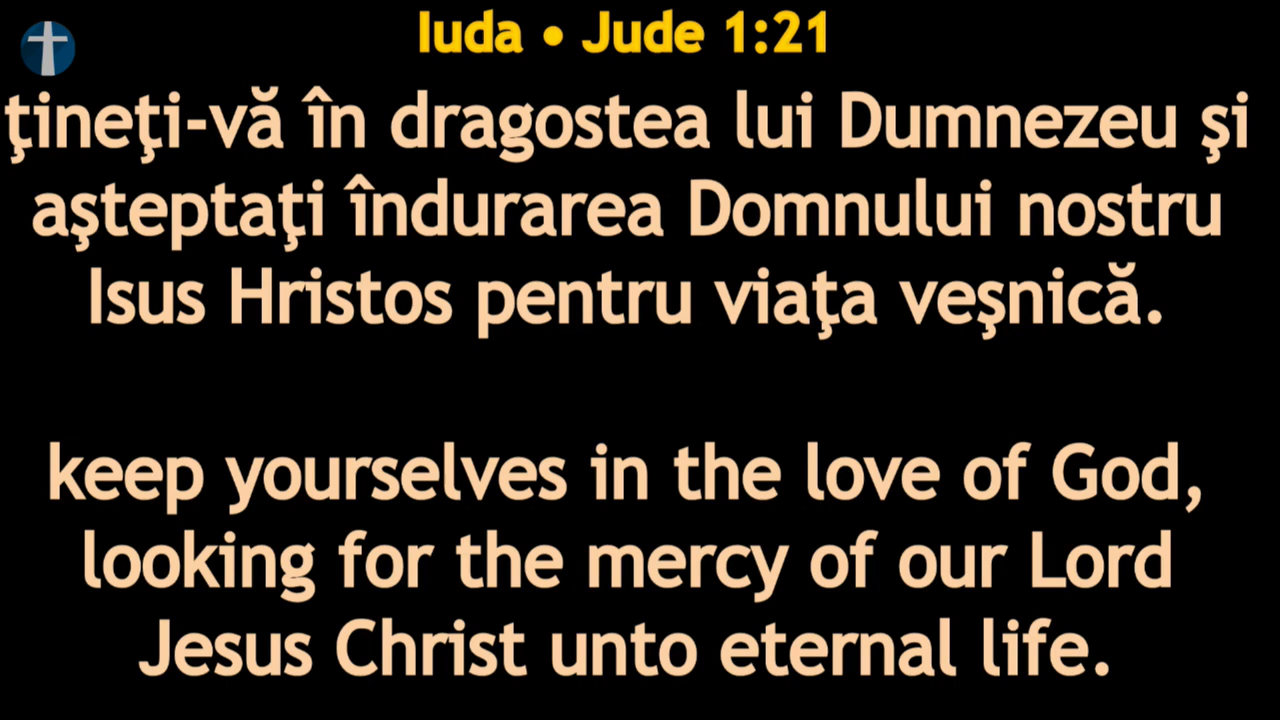 Iuda • Jude 1:21
ţineţi-vă în dragostea lui Dumnezeu şi
aşteptaţi îndurarea Domnului nostru
Isus Hristos pentru viaţa veşnică.
keep yourselves in the love of God,
looking for the mercy of our Lord
Jesus Christ unto eternal life.